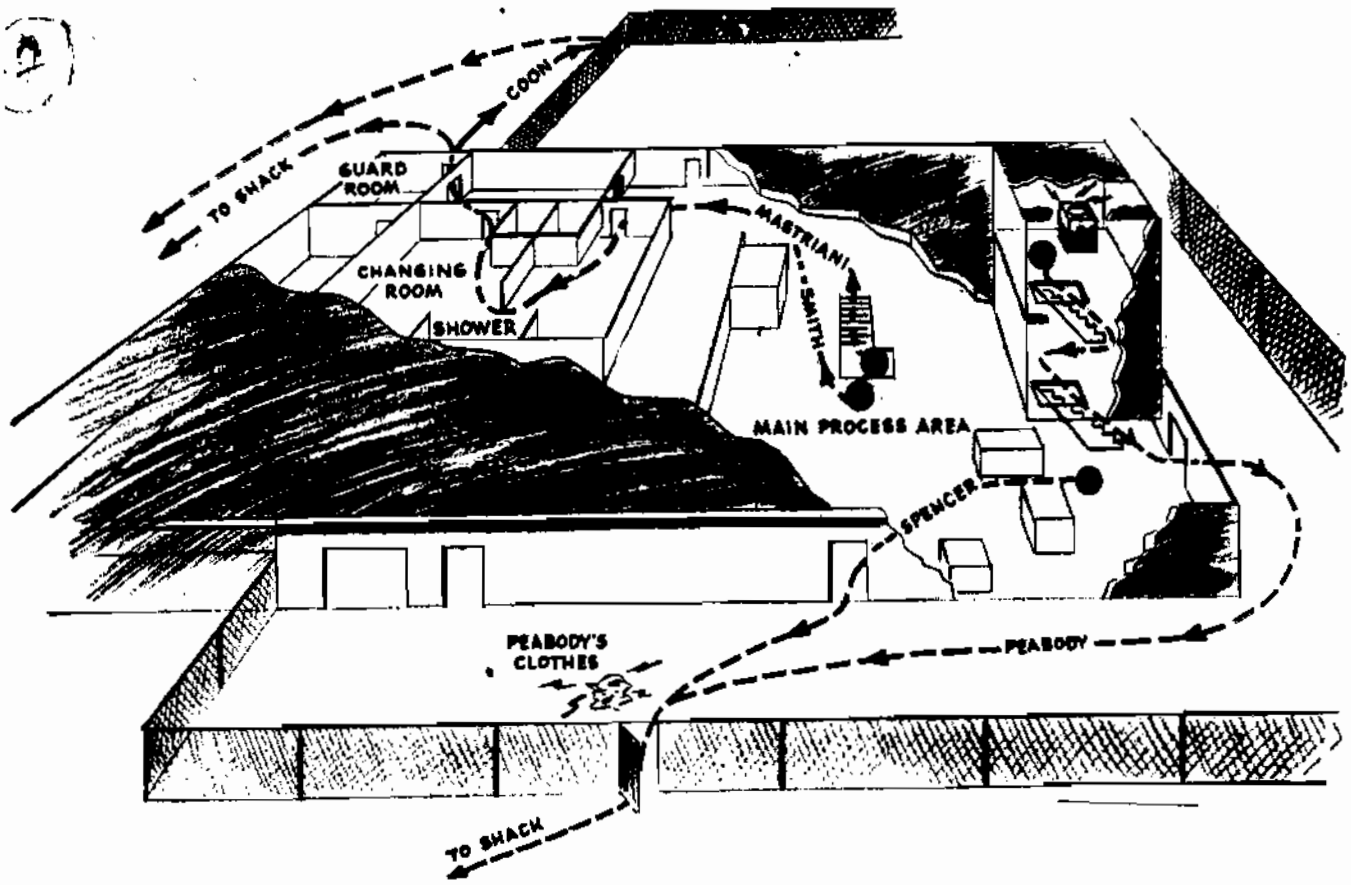 COON
TO SHACK
GUARD
ROOM
MASTRIANI
CHANGING
ROOM
SMITH
SHOWER
MAIN PROCESS AREA
SPENCER
PEABODY'S
CLOTHES
PEABODY
TO SHACK